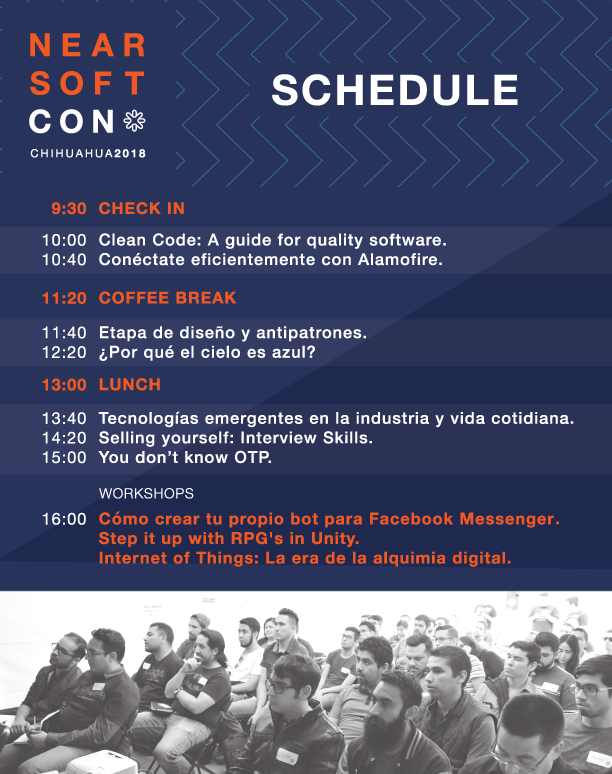 NEAR
SOFT
CON
CHIHUAHUA2018
SCHEDULE
9:30 CHECK IN
10:00 Clean Code: A guide for quality software.
10:40 Conéctate eficientemente con Alamofire.
11:20 COFFEE BREAK
11:40 Etapa de diseño y antipatrones.
12:20 ¿Por qué el cielo es azul?
13:00 LUNCH
13:40 Tecnologías emergentes en la industria y vida cotidiana.
14:20 Selling yourself: Interview Skills.
15:00 You don't know OTP.
WORKSHOPS
16:00 Cómo crear tu propio bot para Facebook Messenger.
Step it up with RPG's in Unity.
Internet of Things: La era de la alquimia digital.